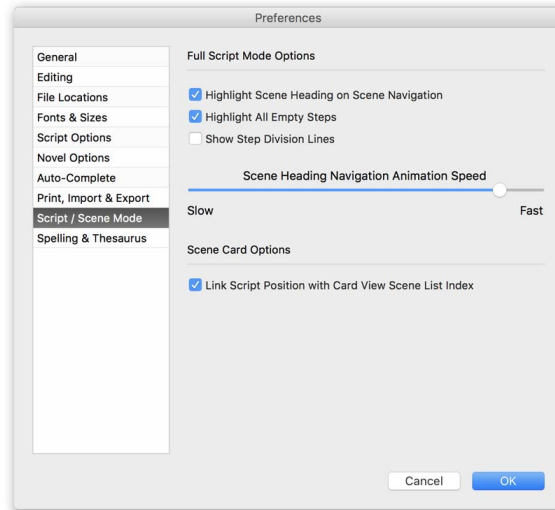 Preferences
General
Editing
File Locations
Fonts & Sizes
Script Options
Novel Options
Auto-Complete
Print, Import & Export
Script / Scene Mode
Spelling & Thesaurus
Full Script Mode Options
Highlight Scene Heading on Scene Navigation
Highlight All Empty Steps
Show Step Division Lines
Scene Heading Navigation Animation Speed
Slow
Fast
Scene Card Options
Link Script Position with Card View Scene List Index
Cancel
OK